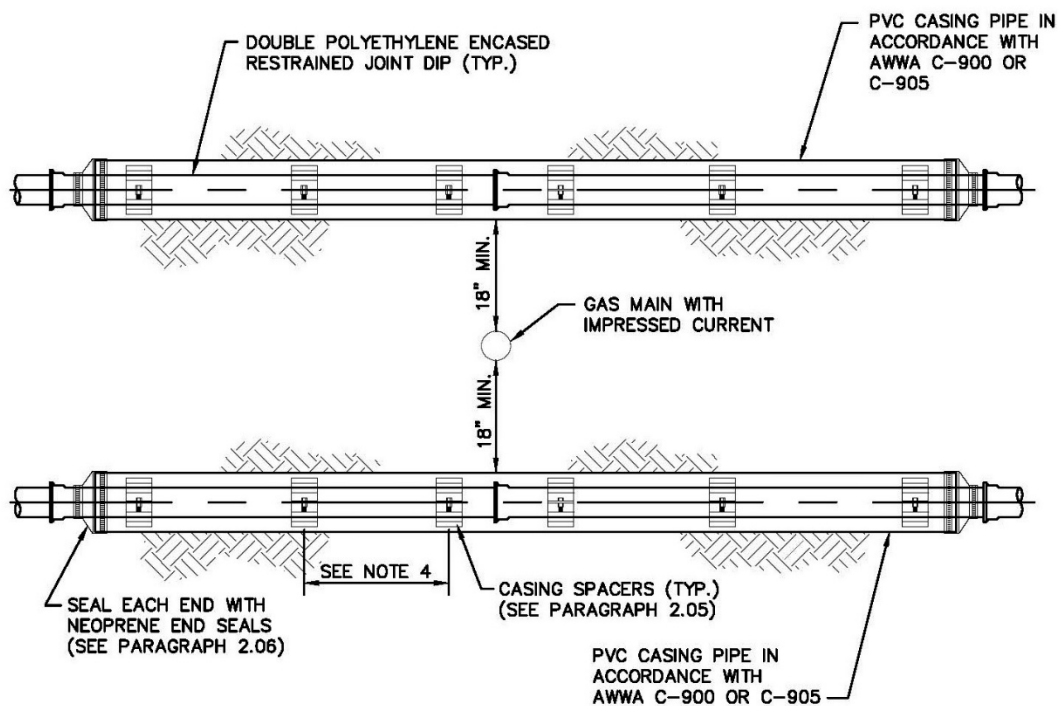 DOUBLE POLYETHYLENE ENCASED
RESTRAINED JOINT DIP (TYP.)
PVC CASING PIPE IN
ACCORDANCE WITH
AWWA C-900 OR
C-905
18" MIN.
GAS MAIN WITH
IMPRESSED CURRENT
18" MIN.
SEE NOTE 4
CASING SPACERS (TYP.)
(SEE PARAGRAPH 2.05)
SEAL EACH END WITH
NEOPRENE END SEALS
(SEE PARAGRAPH 2.06)
PVC CASING PIPE IN
ACCORDANCE WITH
AWWA C-900 OR C-905